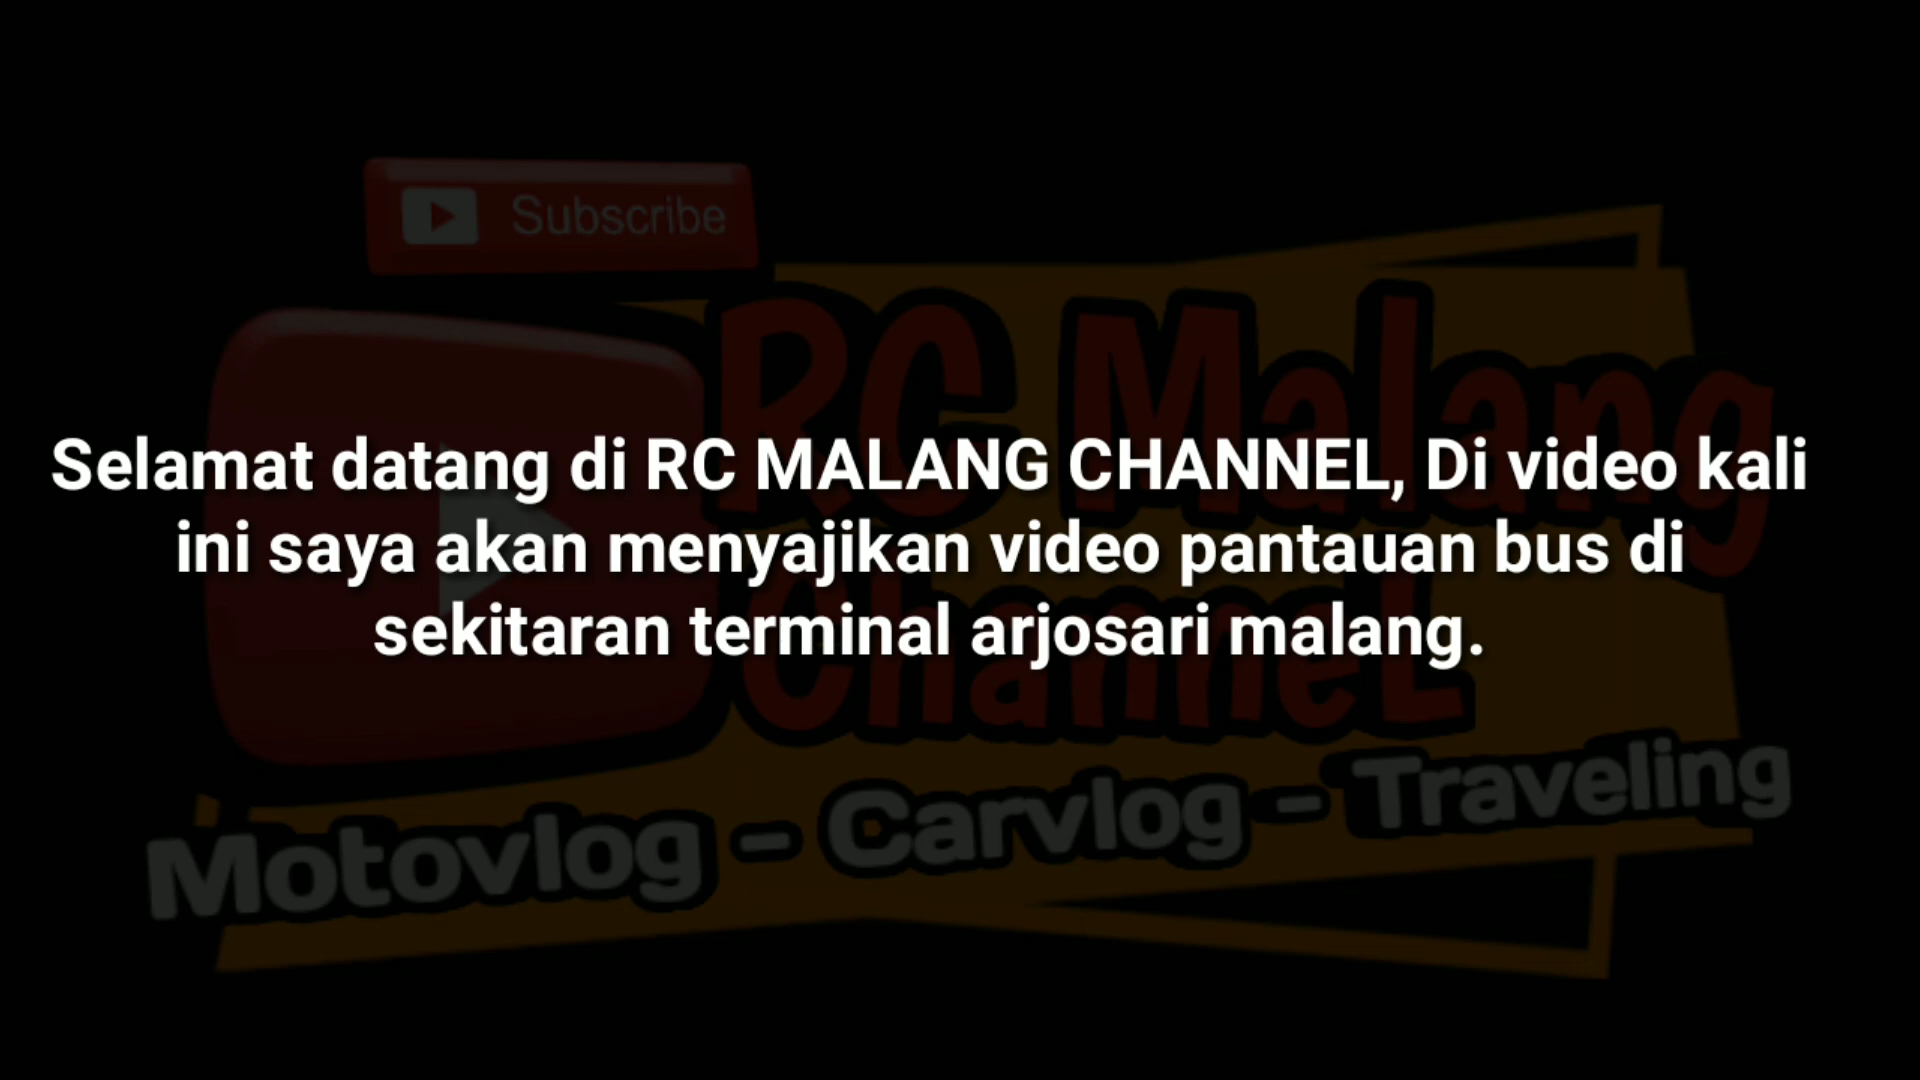 Subscribe
RC Malang
Selamat datang di RC MALANG CHANNEL, Di video kali
ini saya akan menyajikan video pantauan bus di
sekitaran terminal arjosari malang.
ChanneL
Motovlog - Carvlog - Traveling